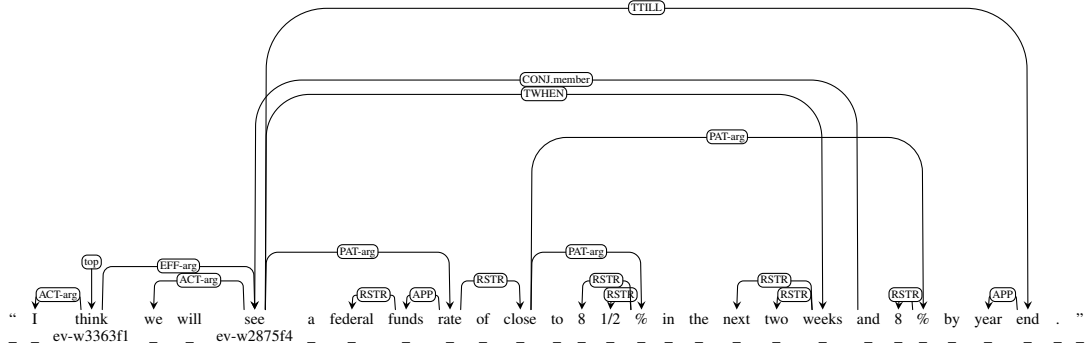 TTILL
CONJ.member
TWHEN
PAT-arg
PAT-arg PAT-arg
top EFF-arg
ACT-arg RSTR RSTR RSTR
ACT-arg RSTR APP RSTR RSTR RSTR APP
“ I think we will see a federal funds rate of close to 8 1/2 % in the next two weeks and 8 % by year end . ”
_ _ ev-w3363f1 _ _ ev-w2875f4 _ _ _ _ _ _ _ _ _ _ _ _ _ _ _ _ _ _ _ _ _ _ _